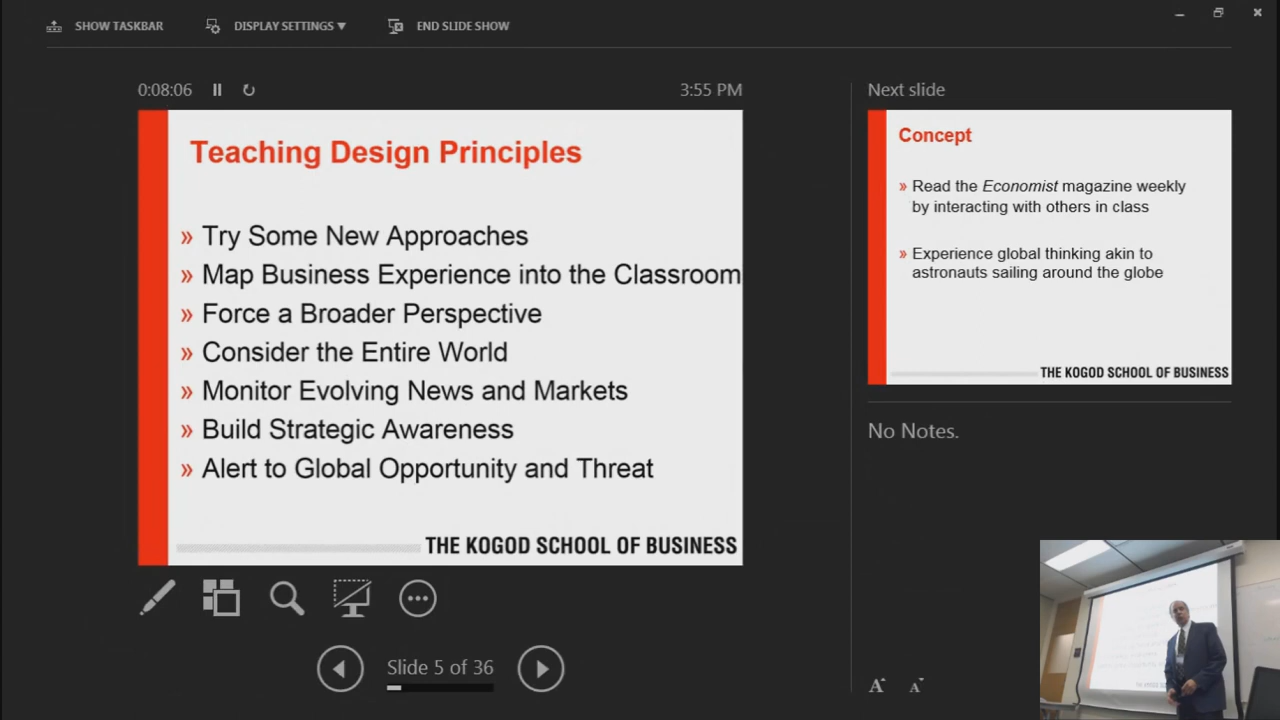 SHOW TASKBAR
DISPLAY SETTINGS ▼
END SLIDE SHOW
0:08:06
3:55 PM
Teaching Design Principles
» Try Some New Approaches
» Map Business Experience into the Classroom
» Force a Broader Perspective
» Consider the Entire World
» Monitor Evolving News and Markets
» Build Strategic Awareness
» Alert to Global Opportunity and Threat
THE KOGOD SCHOOL OF BUSINESS
Slide 5 of 36
Next slide
Concept
» Read the Economist magazine weekly
by interacting with others in class
» Experience global thinking akin to
astronauts sailing around the globe
THE KOGOD SCHOOL OF BUSINESS
No Notes.
A A